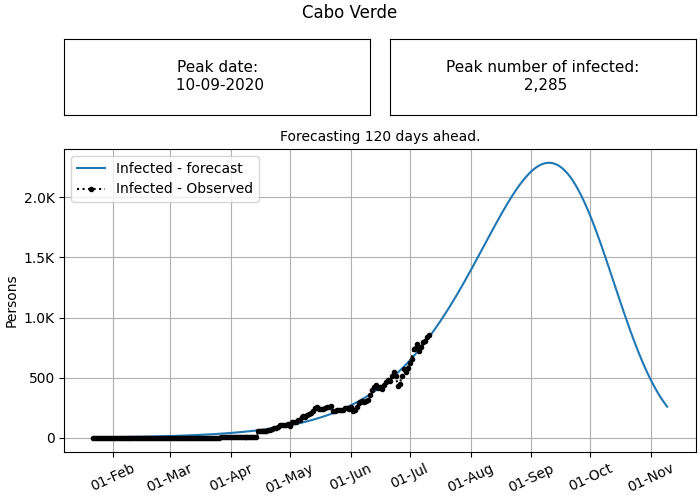 Cabo Verde
Peak date:
10-09-2020
Peak number of infected:
2,285
Forecasting 120 days ahead.
Infected - forecast
Infected - Observed
Persons
2.0K
1.5K
1.0K
500
0
01-Feb
01-Mar
01-Apr
01-May
01-Jun
01-Jul
01-Aug
01-Sep
01-Oct
01-Nov